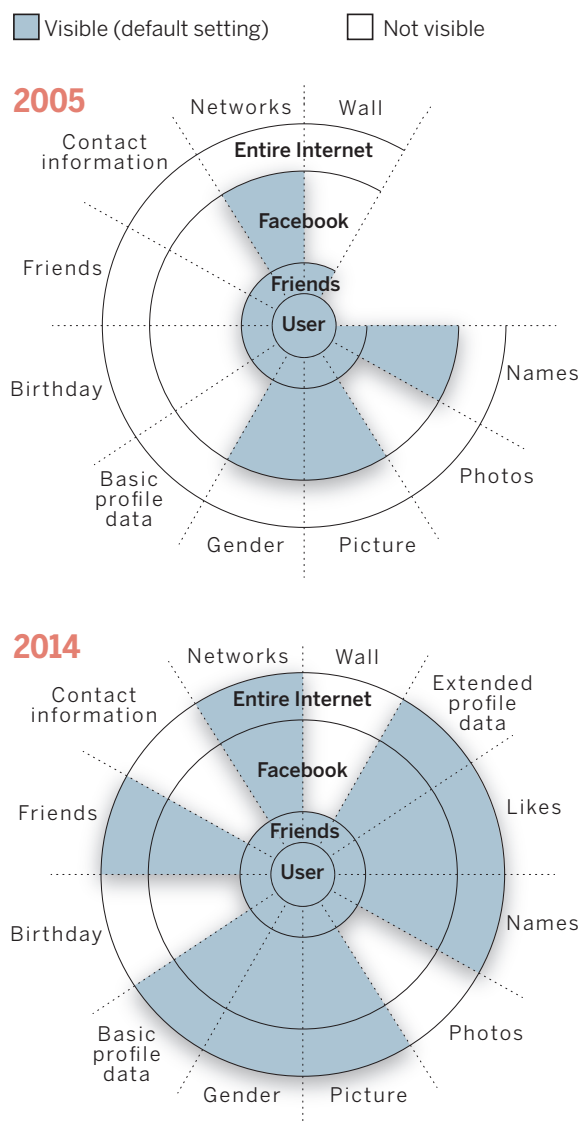 Visible (default setting)
Not visible
2005
Networks
Wall
Contact
information
Entire Internet
Facebook
Friends
Friends
User
Birthday
Names
Basic
profile
data
Photos
Gender
Picture
2014
Networks
Wall
Extended
profile
data
Contact
information
Entire Internet
Facebook
Friends
Likes
Friends
User
Birthday
Names
Basic
profile
data
Photos
Gender
Picture